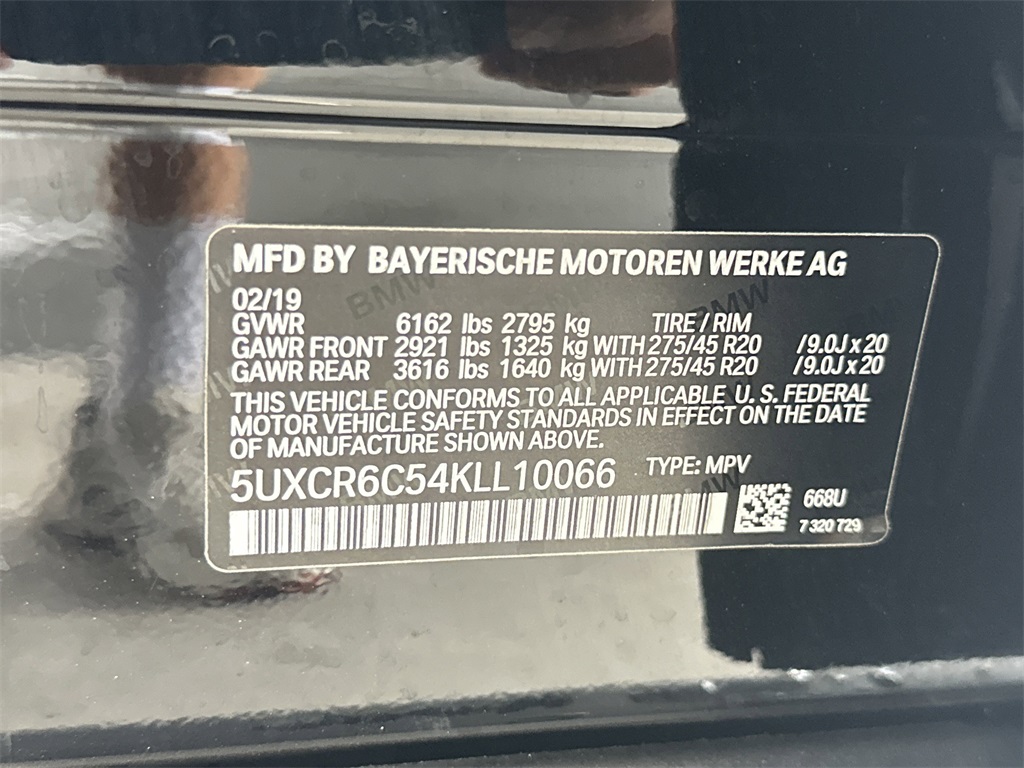 MFD BY BAYERISCHE MOTOREN WERKE AG
02/19
GVWR 6162 lbs 2795 kg TIRE / RIM
GAWR FRONT 2921 lbs 1325 kg WITH 275/45 R20 /9.0J x 20
GAWR REAR 3616 lbs 1640 kg WITH 275/45 R20 /9.0J x 20
THIS VEHICLE CONFORMS TO ALL APPLICABLE U. S. FEDERAL
MOTOR VEHICLE SAFETY STANDARDS IN EFFECT ON THE DATE
OF MANUFACTURE SHOWN ABOVE.
5UXCR6C54KLL10066 TYPE: MPV
668U
7 320 729